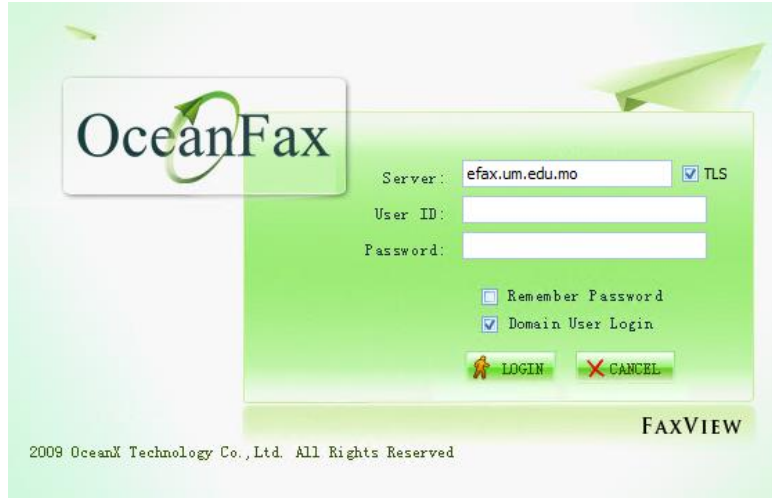 OceanFax
Server: efax.um.edu.mo TLS
User ID:
Password:
Remember Password
Domain User Login
LOGIN CANCEL
FAXVIEW
2009 OceanX Technology Co.,Ltd. All Rights Reserved